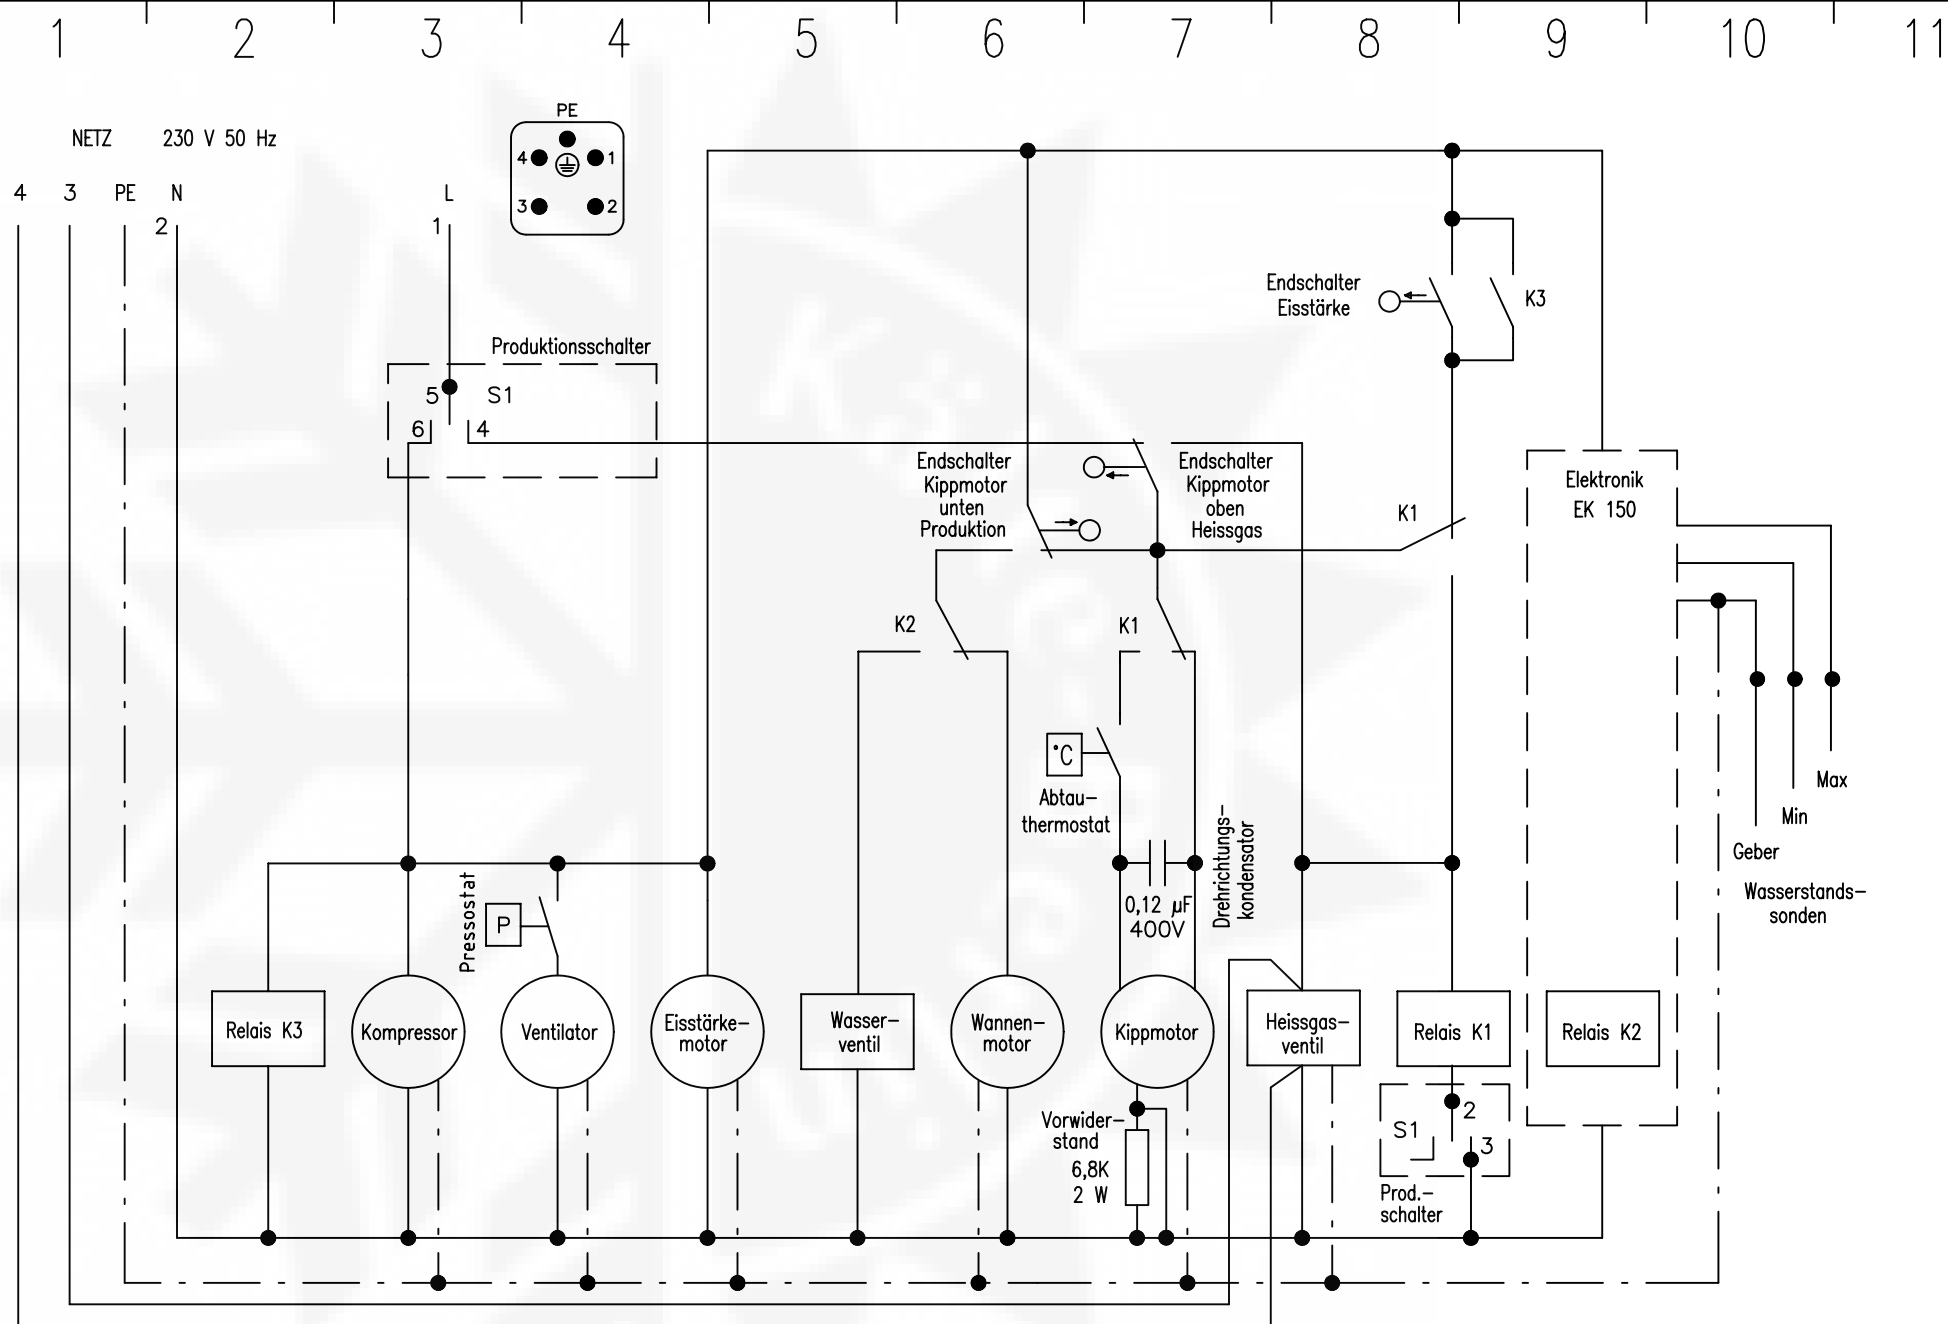 1 2 3 4 5 6 7 8 9 10 11
PE
NETZ 230 V 50 Hz
4 1
3 2
4 3 PE N L
2 1
Endschalter
Eisstärke
K3
Produktionsschalter
5 S1
6 4
Endschalter
Kippmotor
unten
Produktion
Endschalter
Kippmotor
oben
Heissgas
K1
Elektronik
EK 150
K2
K1
°C
Abtau-
thermostat
Drehrichtungs-
kondensator
0,12 µF
400V
Max
Min
Geber
Wasserstands-
sonden
Pressostat
P
Relais K3
Kompressor
Ventilator
Eisstärke-
motor
Wasser-
ventil
Wannen-
motor
Kippmotor
Heissgas-
ventil
Relais K1
Relais K2
Vorwider-
stand
6,8K
2 W
2
S1
3
Prod.-
schalter